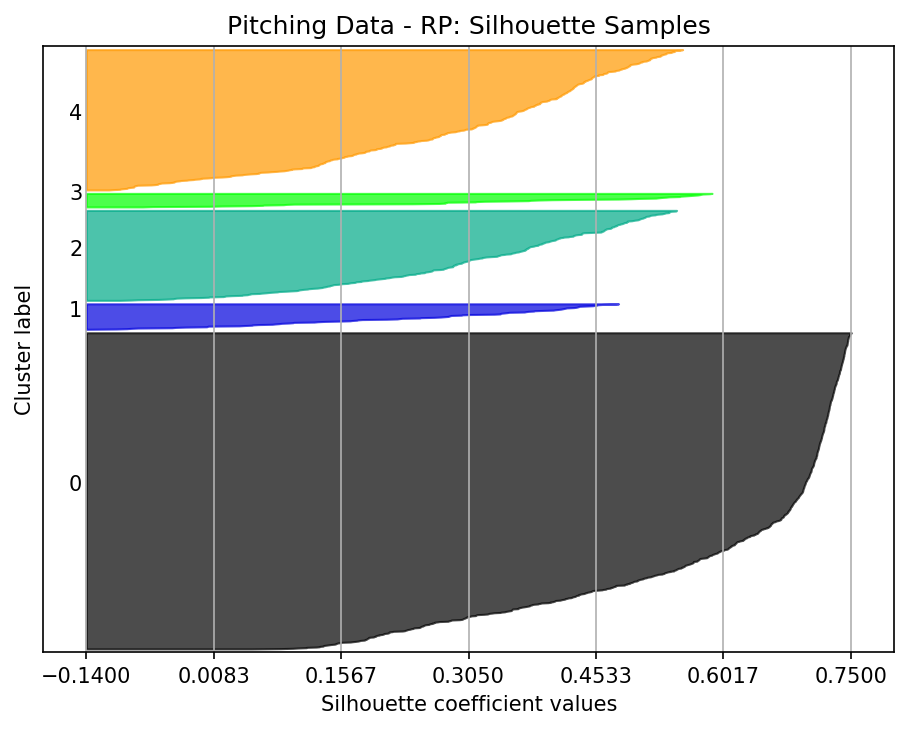 Pitching Data - RP: Silhouette Samples
4
3
2
1
0
Cluster label
−0.1400 0.0083 0.1567 0.3050 0.4533 0.6017 0.7500
Silhouette coefficient values